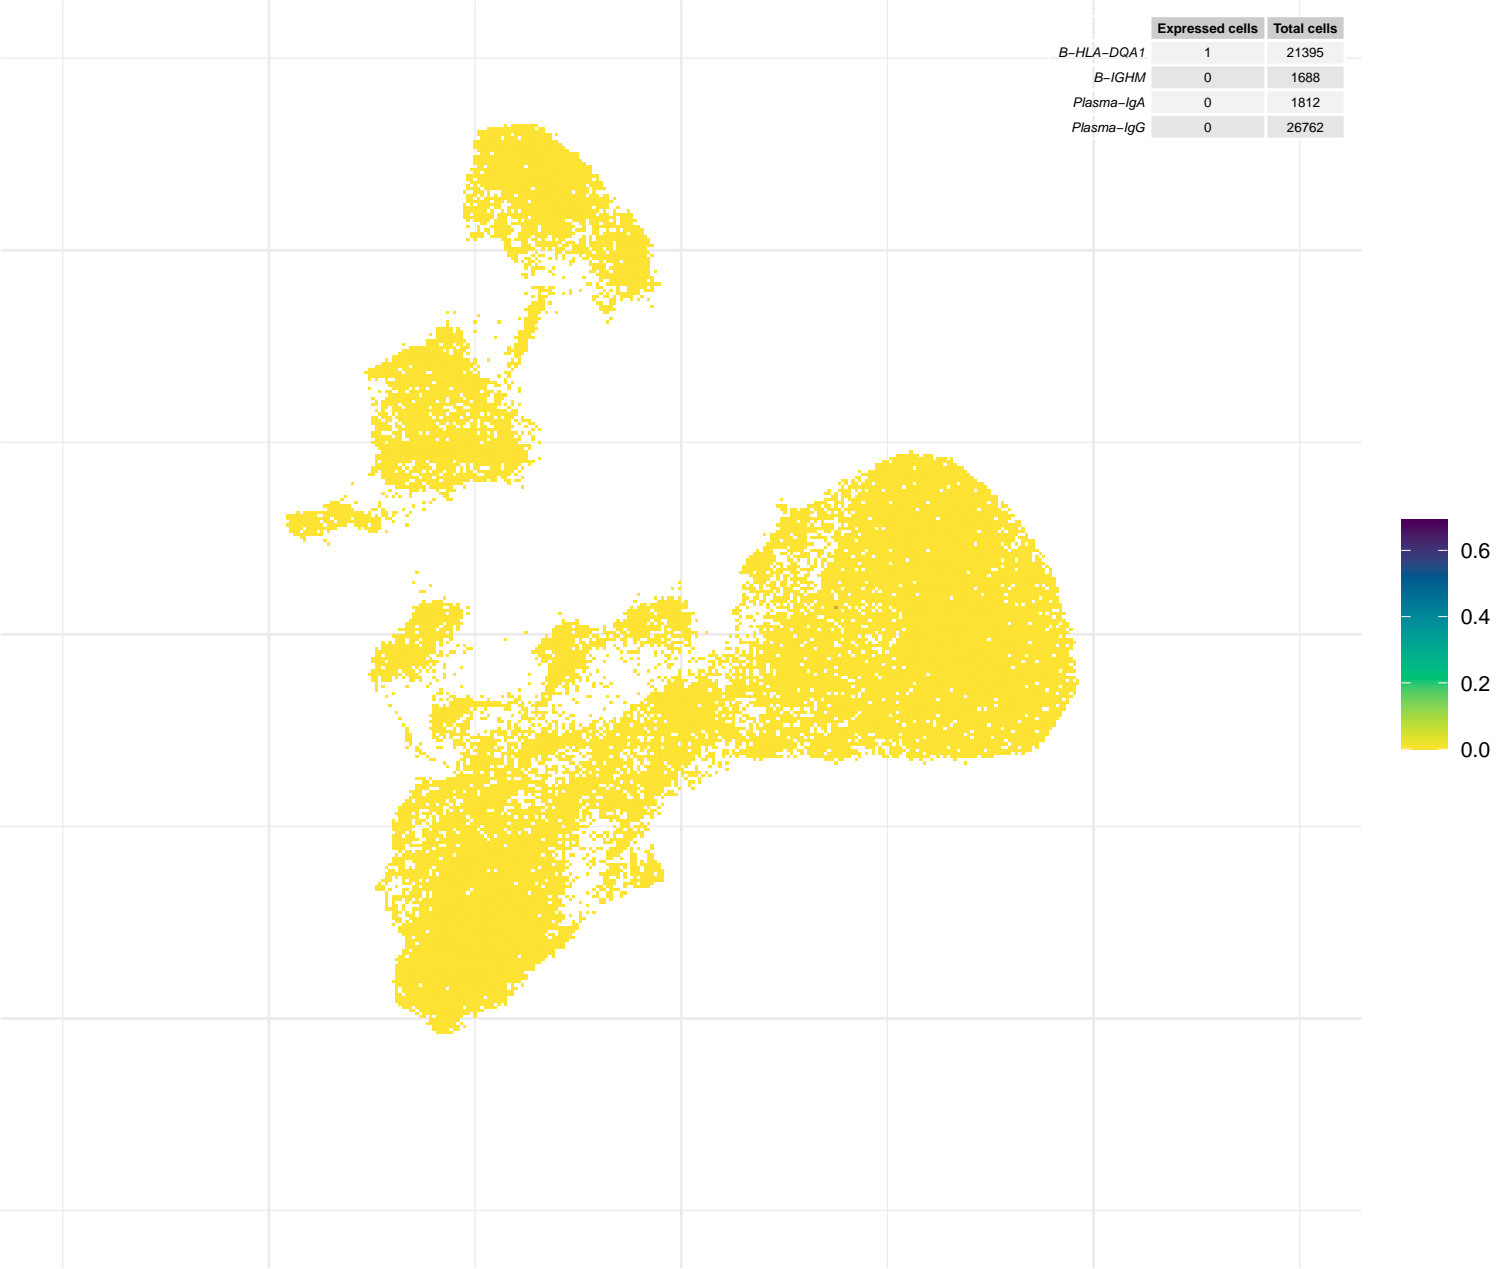 Expressed cells Total cells
B−HLA−DQA1 1 21395
B−IGHM 0 1688
Plasma−IgA 0 1812
Plasma−IgG 0 26762
0.6
0.4
0.2
0.0